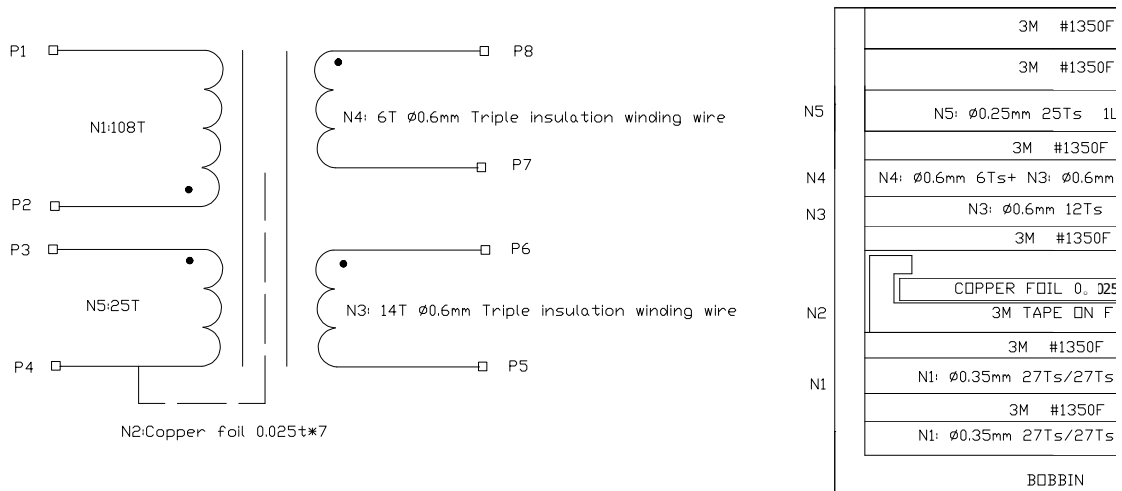 P1
P8
N1:108T
N4: 6T Ø0.6mm Triple insulation winding wire
P7
P2
P3
P6
N5:25T
N3: 14T Ø0.6mm Triple insulation winding wire
P4
P5
N2:Copper foil 0.025t*7
3M #1350F
3M #1350F
N5
N5: Ø0.25mm 25Ts 1L
3M #1350F
N4
N4: Ø0.6mm 6Ts+ N3: Ø0.6mm
N3
N3: Ø0.6mm 12Ts
3M #1350F
COPPER FOIL 0。025
N2
3M TAPE ON F
3M #1350F
N1
N1: Ø0.35mm 27Ts/27Ts
3M #1350F
N1: Ø0.35mm 27Ts/27Ts
BOBBIN